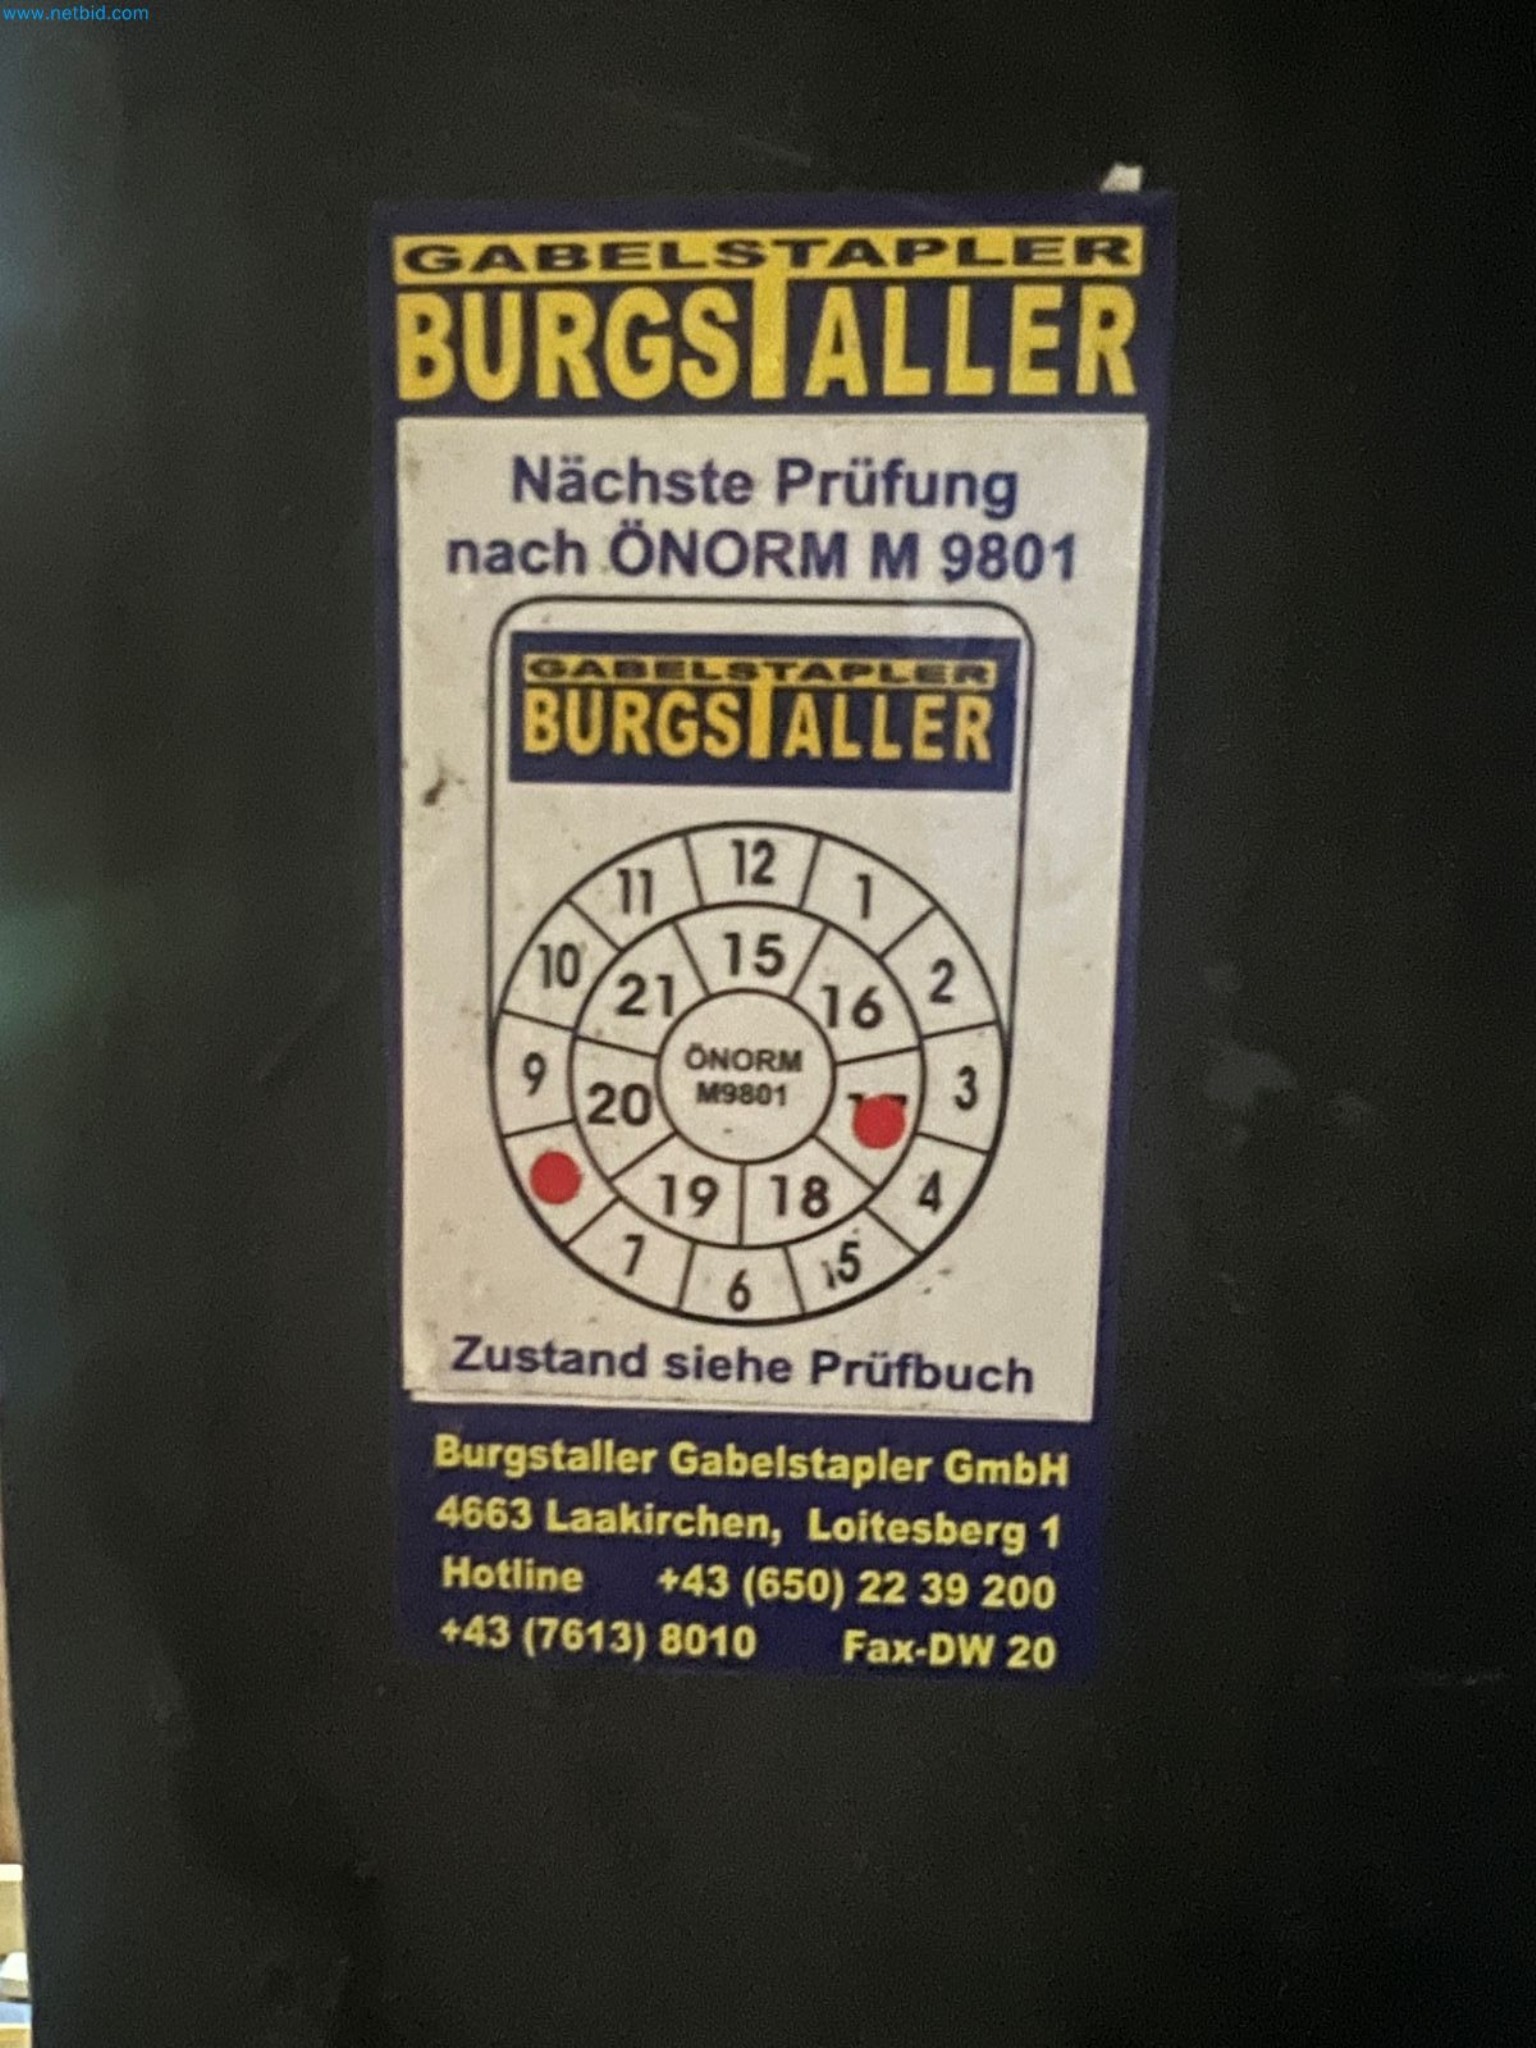 www.netbid.com
GABELSTAPLER
BURGSTALLER
Nächste Prüfung
nach ÖNORM M 9801
GABELSTAPLER
BURGSTALLER
12
11
1
10
2
15
21
16
9
3
ÖNORM
M9801
20
19
18
4
7
5
6
Zustand siehe Prüfbuch
Burgstaller Gabelstapler GmbH
4663 Laakirchen, Loitesberg 1
Hotline +43 (650) 22 39 200
+43 (7613) 8010 Fax-DW 20